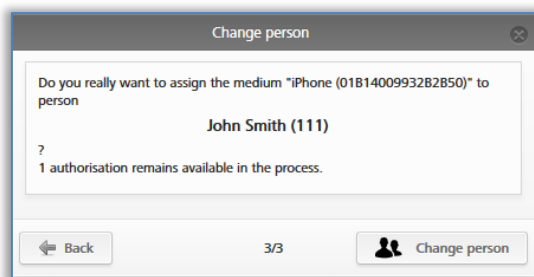 Change person
Do you really want to assign the medium "iPhone (01B14009932B2B50)" to
person
John Smith (111)
?
1 authorisation remains available in the process.
Back
3/3
Change person